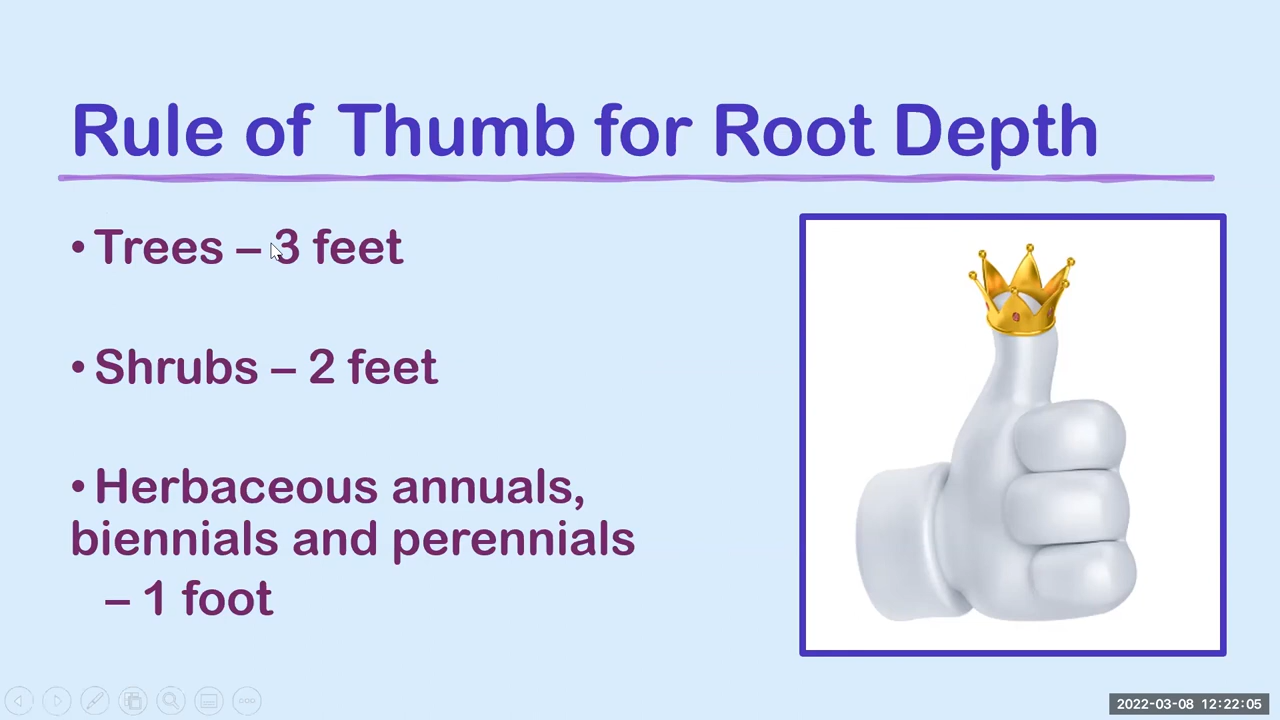 Rule of Thumb for Root Depth
• Trees – 3 feet
• Shrubs – 2 feet
• Herbaceous annuals,
biennials and perennials
– 1 foot
2022-03-08 12:22:05